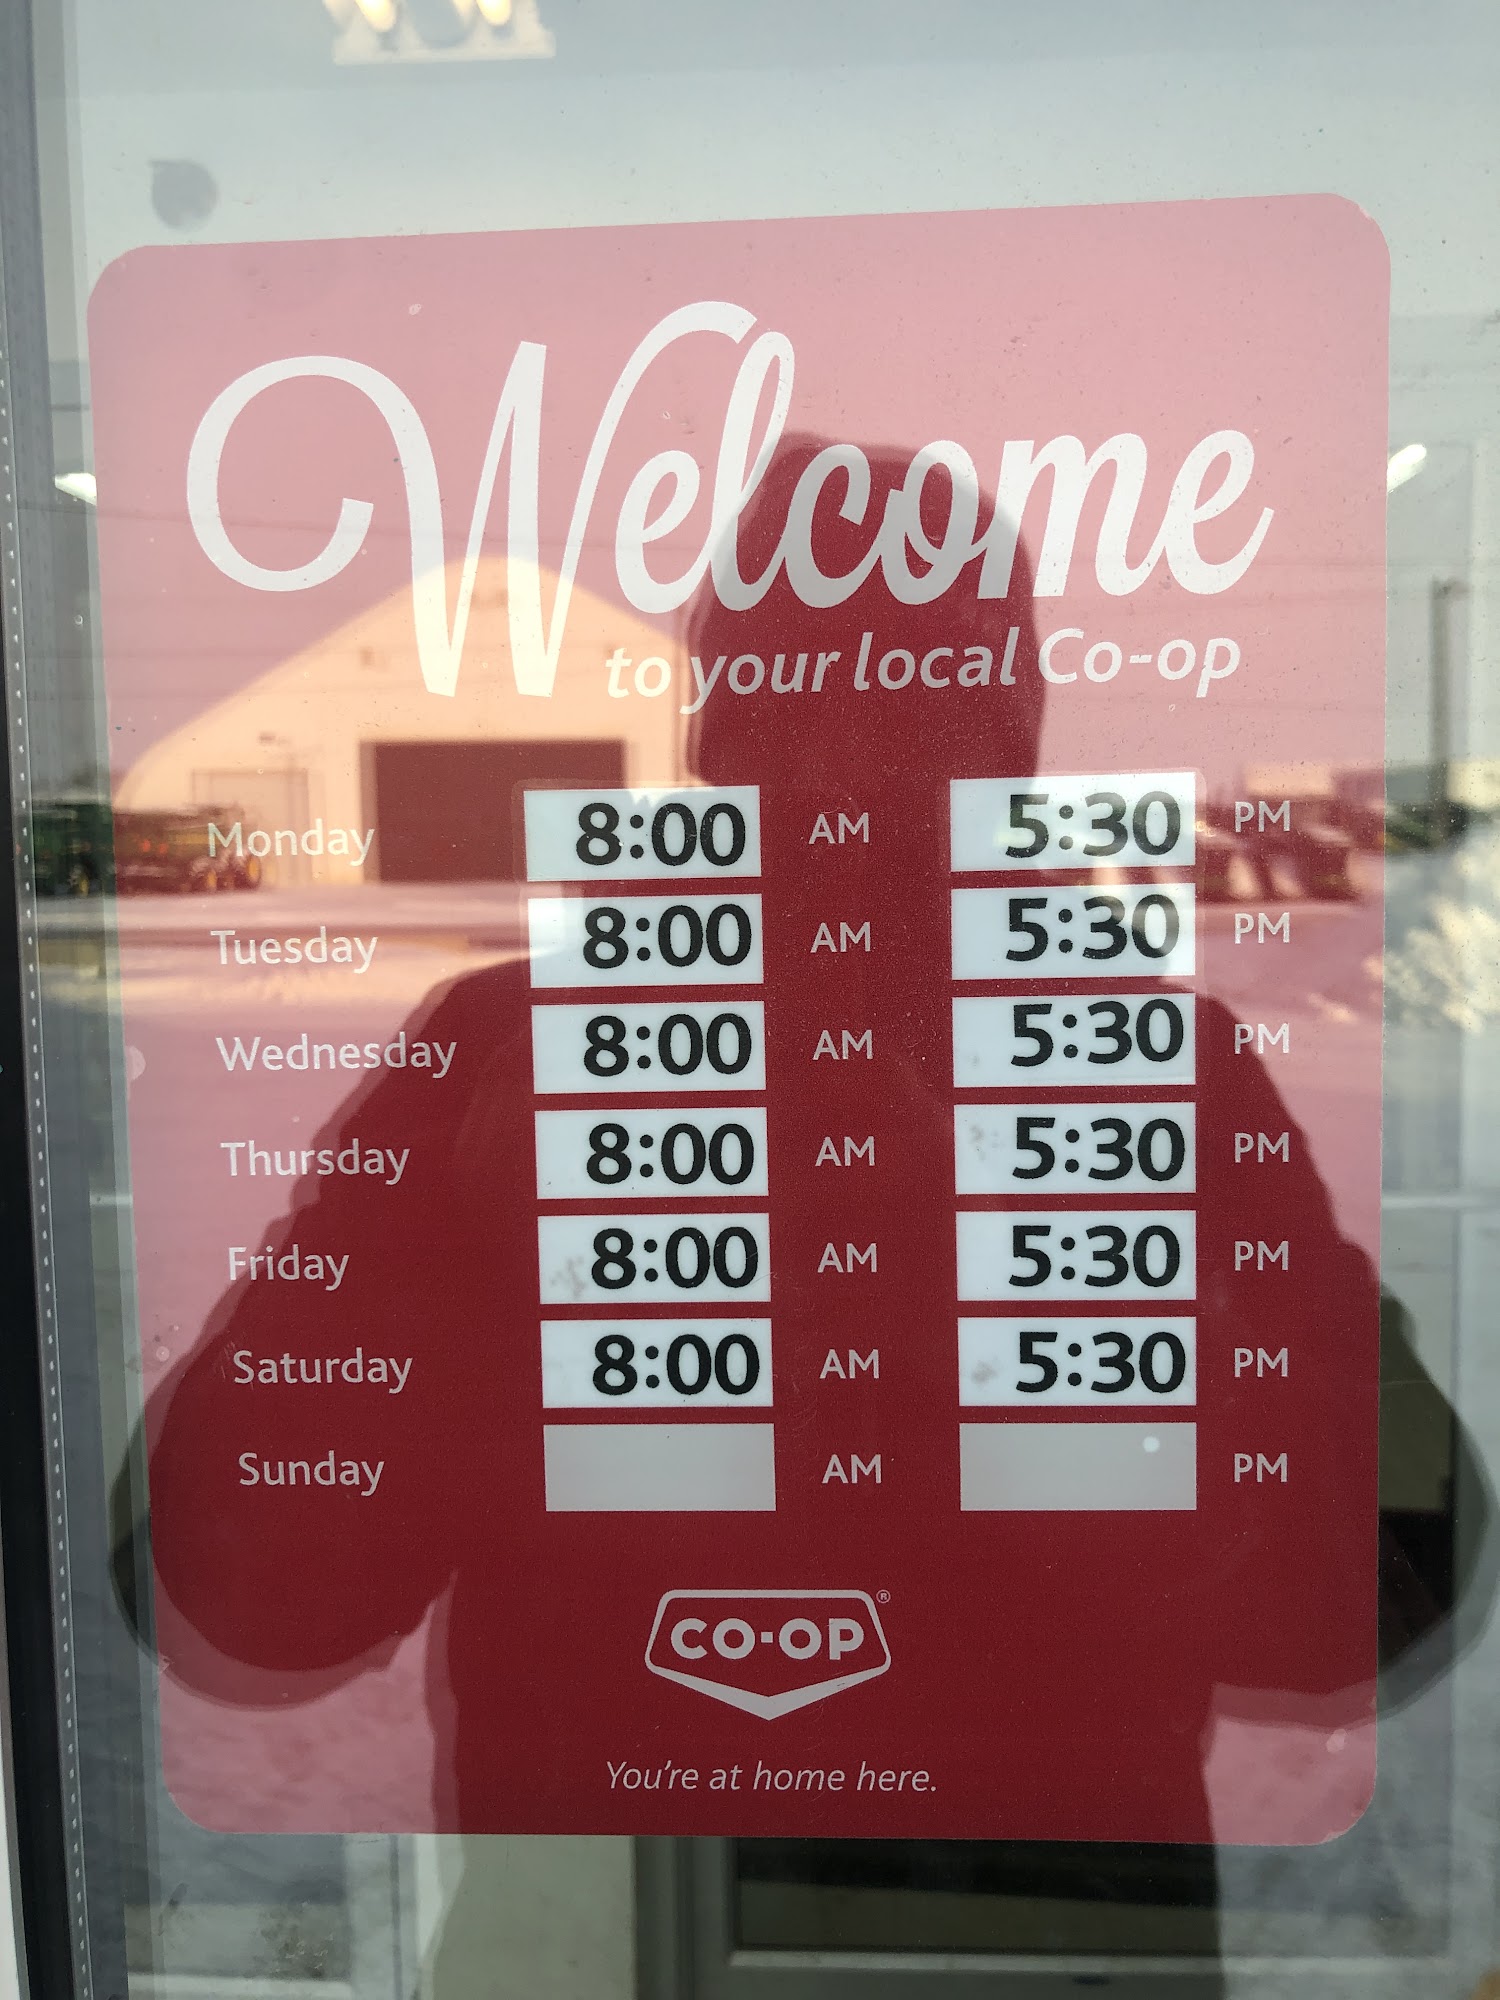 Welcome
to your local Co-op
Monday 8:00 AM 5:30 PM
Tuesday 8:00 AM 5:30 PM
Wednesday 8:00 AM 5:30 PM
Thursday 8:00 AM 5:30 PM
Friday 8:00 AM 5:30 PM
Saturday 8:00 AM 5:30 PM
Sunday AM PM
CO-OP®
You're at home here.